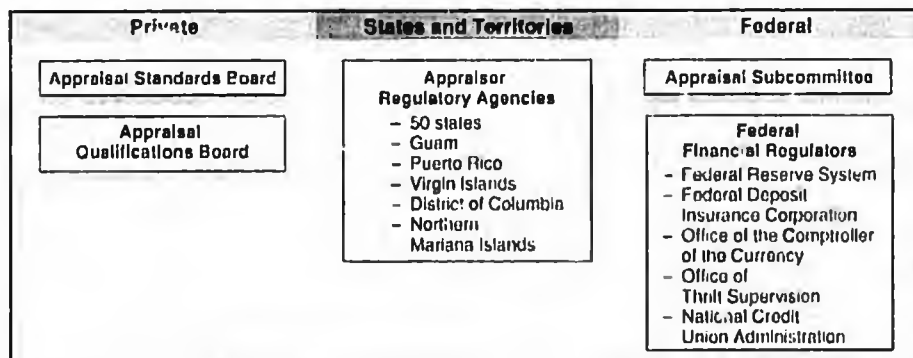 Private
States and Territories
Federal
Appraisal Standards Board
Appraisal
Qualifications Board
Appraisor
Regulatory Agencies
– 50 states
– Guam
– Puerto Rico
– Virgin Islands
– District of Columbia
– Northern
Mariana Islands
Appraisal Subcommittee
Federal
Financial Regulators
– Federal Reserve System
– Federal Deposit
Insurance Corporation
– Office of the Comptroller
of the Currency
– Office of
Thrift Supervision
– National Credit
Union Administration